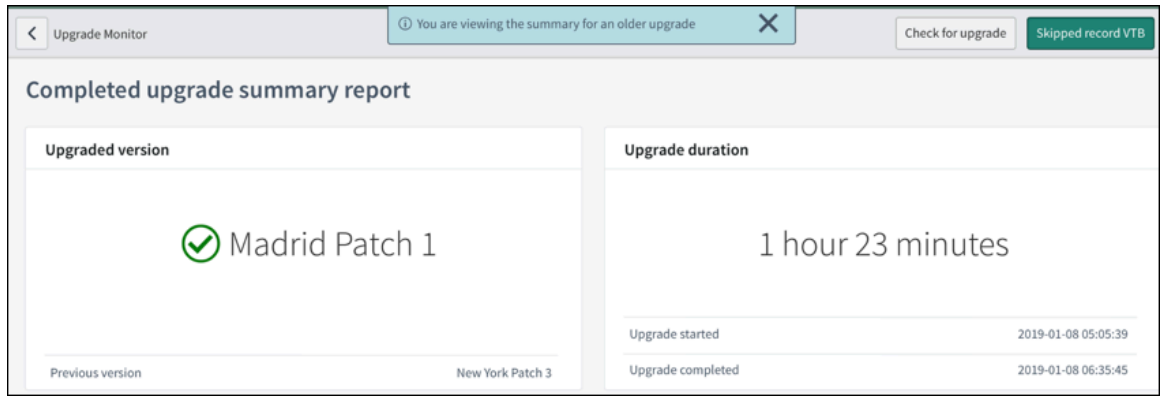 Upgrade Monitor
You are viewing the summary for an older upgrade
Check for upgrade
Skipped record VTB
Completed upgrade summary report
Upgraded version
Madrid Patch 1
Previous version New York Patch 3
Upgrade duration
1 hour 23 minutes
Upgrade started 2019-01-08 05:05:39
Upgrade completed 2019-01-08 06:35:45